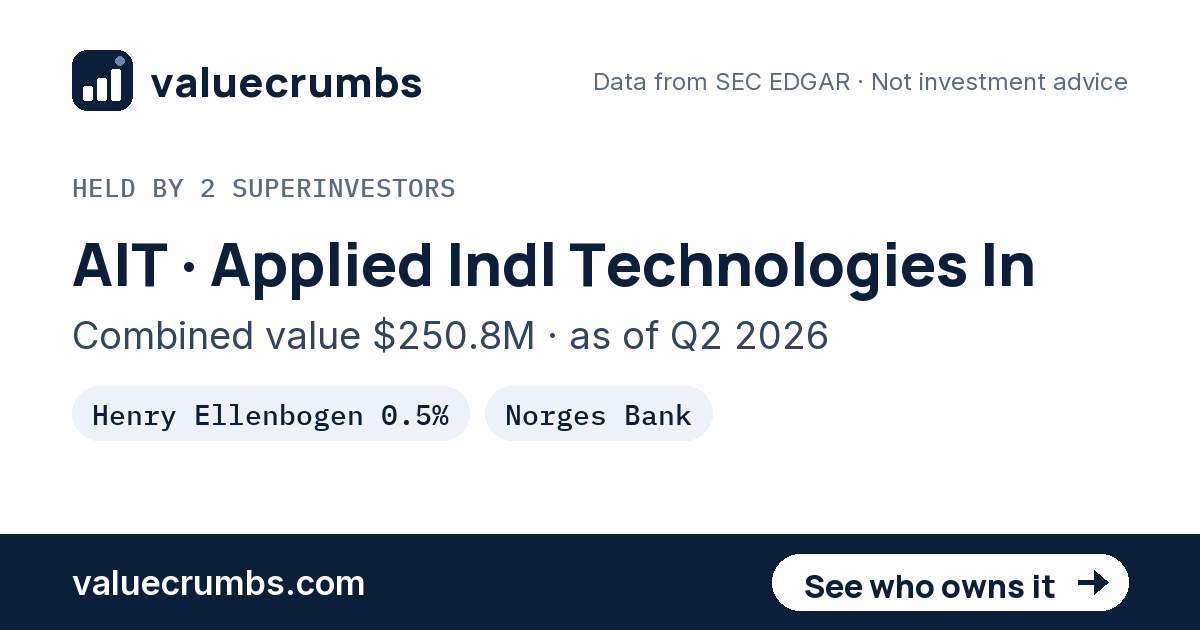 valuecrumbs
Data from SEC EDGAR · Not investment advice
HELD BY 2 SUPERINVESTORS
AIT · Applied Indl Technologies In
Combined value $250.8M · as of Q2 2026
Henry Ellenbogen 0.5%
Norges Bank
valuecrumbs.com
See who owns it →